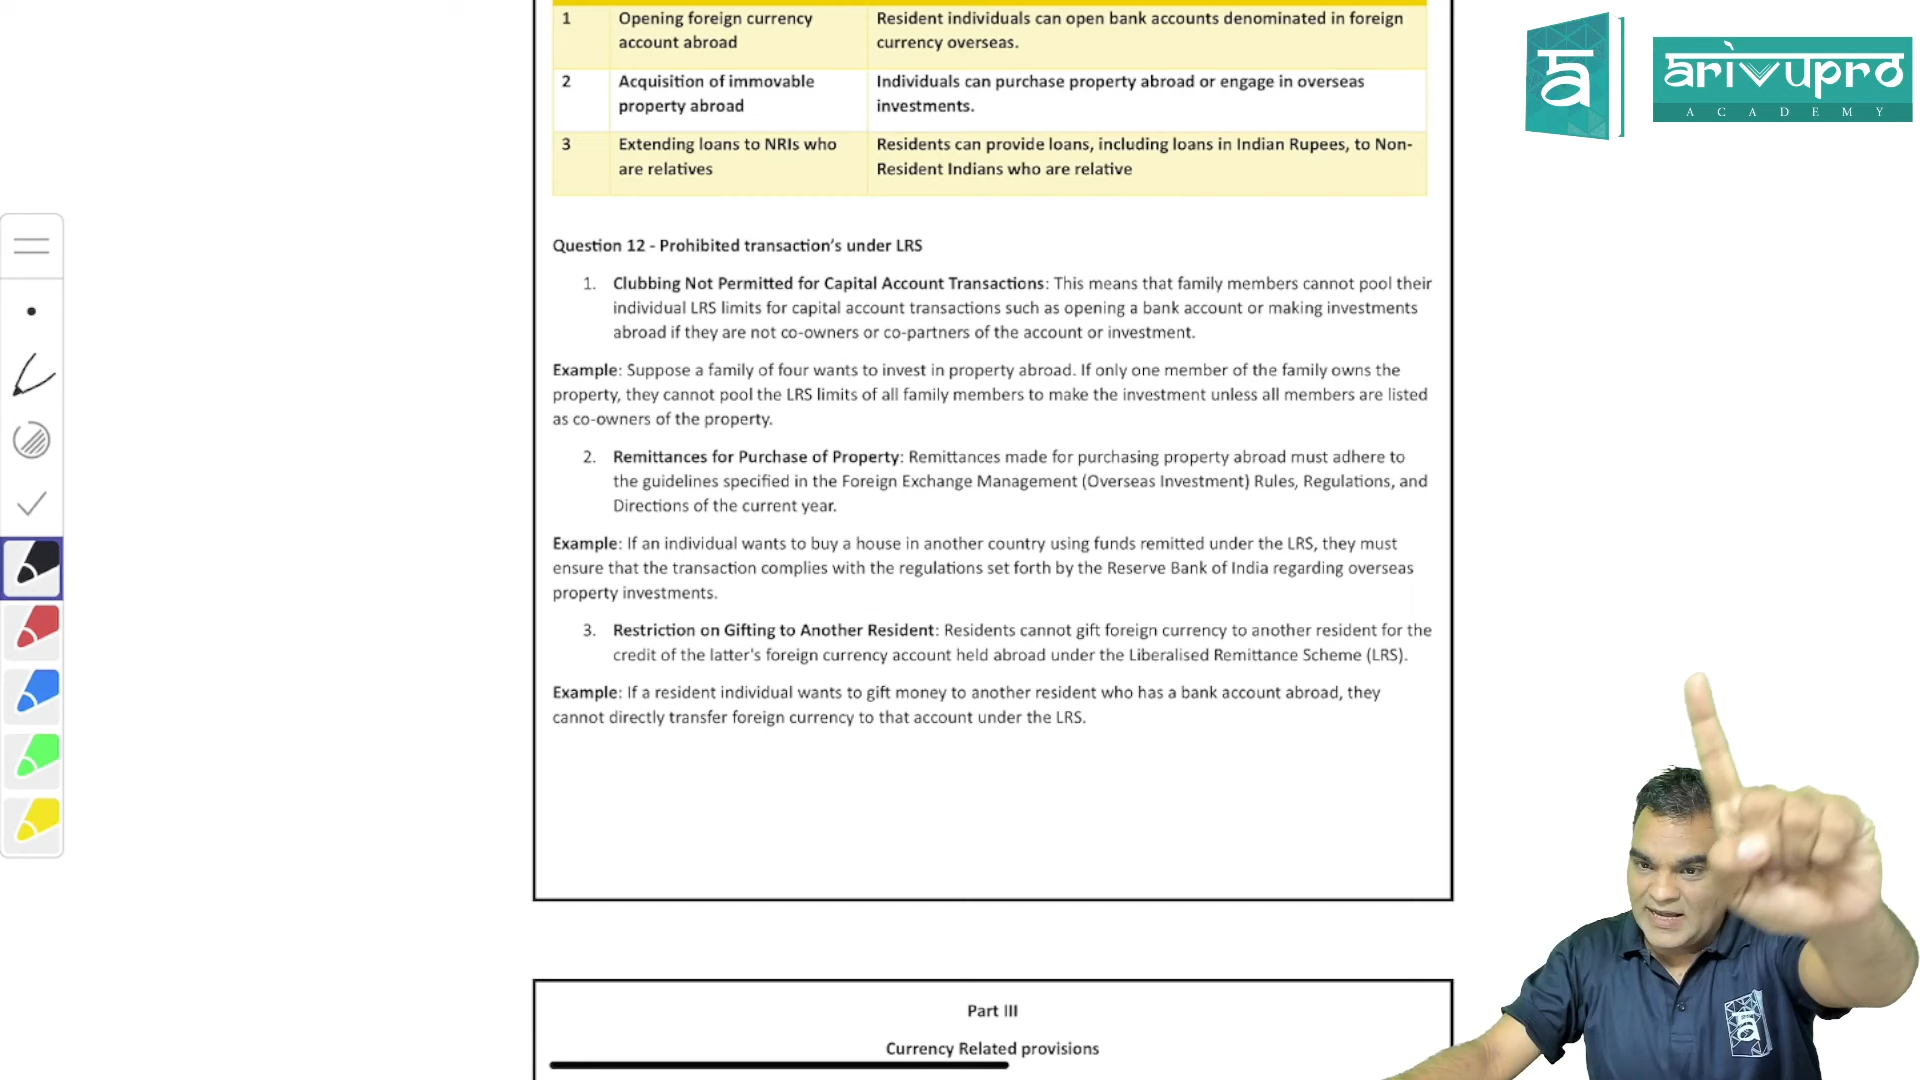 1 Opening foreign currency account abroad Resident individuals can open bank accounts denominated in foreign currency overseas.
2 Acquisition of immovable property abroad Individuals can purchase property abroad or engage in overseas investments.
3 Extending loans to NRIs who are relatives Residents can provide loans, including loans in Indian Rupees, to Non-Resident Indians who are relative
Question 12 - Prohibited transaction's under LRS
1. Clubbing Not Permitted for Capital Account Transactions: This means that family members cannot pool their
individual LRS limits for capital account transactions such as opening a bank account or making investments
abroad if they are not co-owners or co-partners of the account or investment.
Example: Suppose a family of four wants to invest in property abroad. If only one member of the family owns the
property, they cannot pool the LRS limits of all family members to make the investment unless all members are listed
as co-owners of the property.
2. Remittances for Purchase of Property: Remittances made for purchasing property abroad must adhere to
the guidelines specified in the Foreign Exchange Management (Overseas Investment) Rules, Regulations, and
Directions of the current year.
Example: If an individual wants to buy a house in another country using funds remitted under the LRS, they must
ensure that the transaction complies with the regulations set forth by the Reserve Bank of India regarding overseas
property investments.
3. Restriction on Gifting to Another Resident: Residents cannot gift foreign currency to another resident for the
credit of the latter's foreign currency account held abroad under the Liberalised Remittance Scheme (LRS).
Example: If a resident individual wants to gift money to another resident who has a bank account abroad, they
cannot directly transfer foreign currency to that account under the LRS.
Part III
Currency Related provisions
a
arivupro
ACADEMY
a